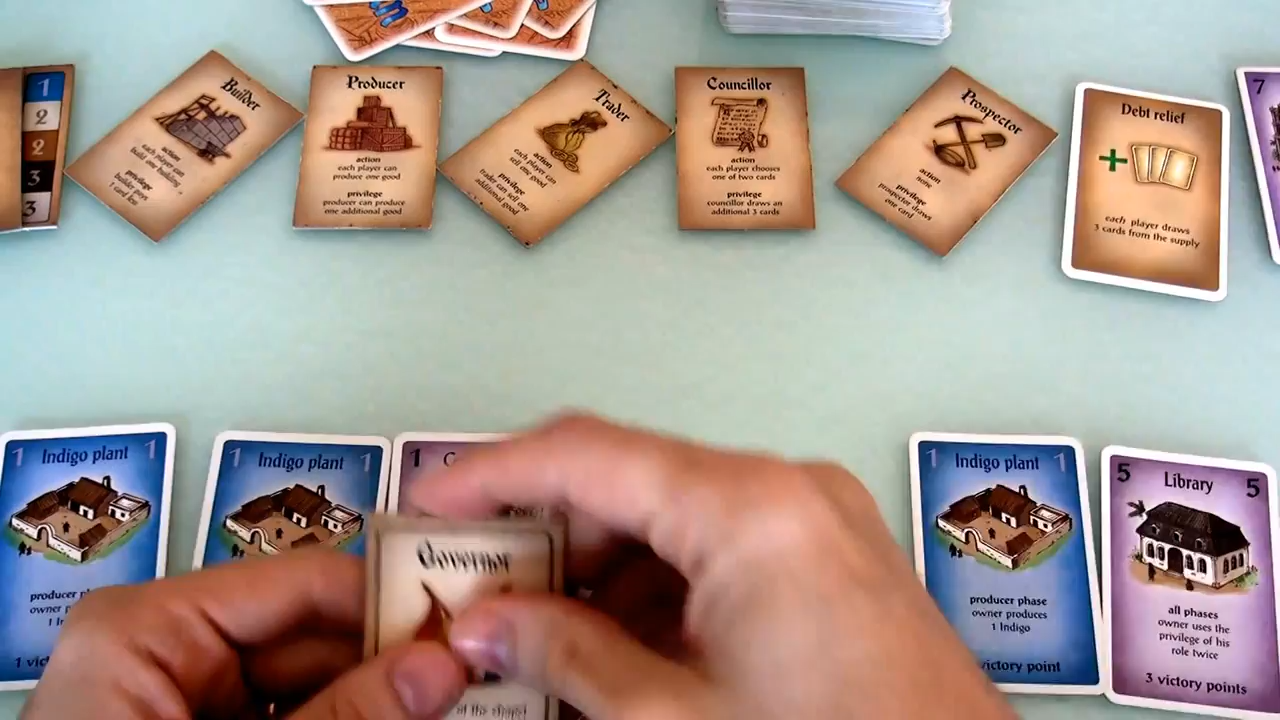 1
2
2
3
3
Builder
action
each player can
build one building
privilege
builder pays
1 card less
Producer
action
each player can
produce one good
privilege
producer can produce
one additional good
Trader
action
each player can
sell one good
privilege
trader can sell one
additional good
Councillor
action
each player chooses
one of two cards
privilege
councillor draws an
additional 3 cards
Prospector
action
none
privilege
prospector draws
one card
Debt relief
+
each player draws
3 cards from the supply
7
1 Indigo plant 1
producer
owner
1 Indigo plant 1
1
Governor
of the chapel
1 Indigo plant 1
producer phase
owner produces
1 Indigo
victory point
5 Library 5
all phases
owner uses the
privilege of his
role twice
3 victory points